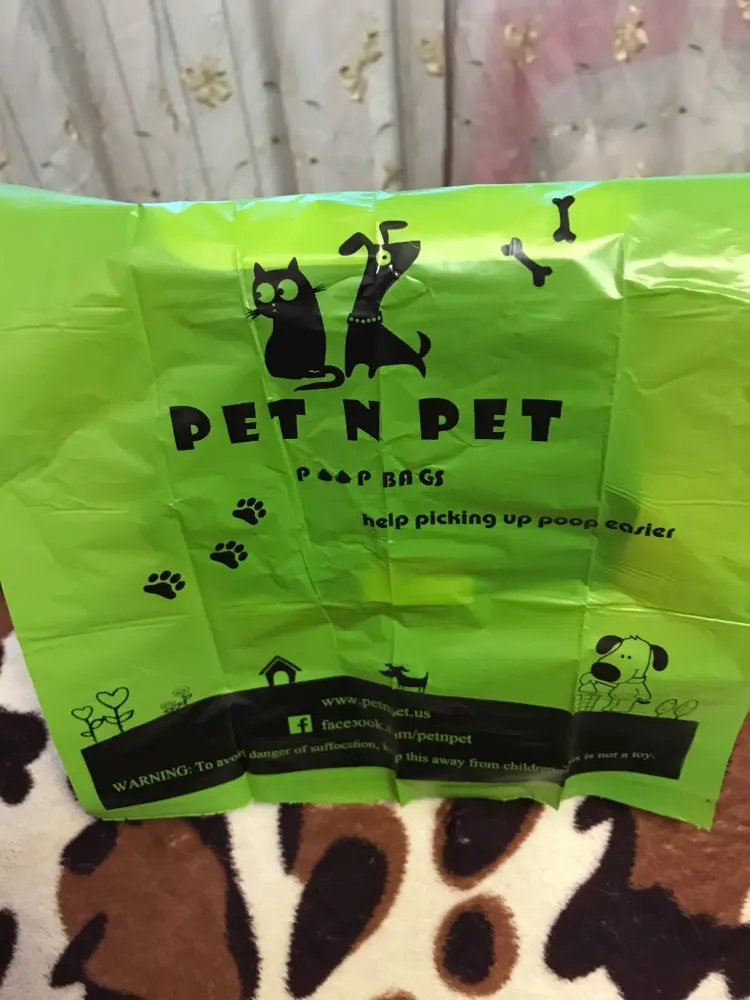 PET N PET
POOP BAGS
help picking up poop easier
www.petnpet.us
facebook.com/petnpet
WARNING: To avoid danger of suffocation, keep this away from children. This is not a toy.